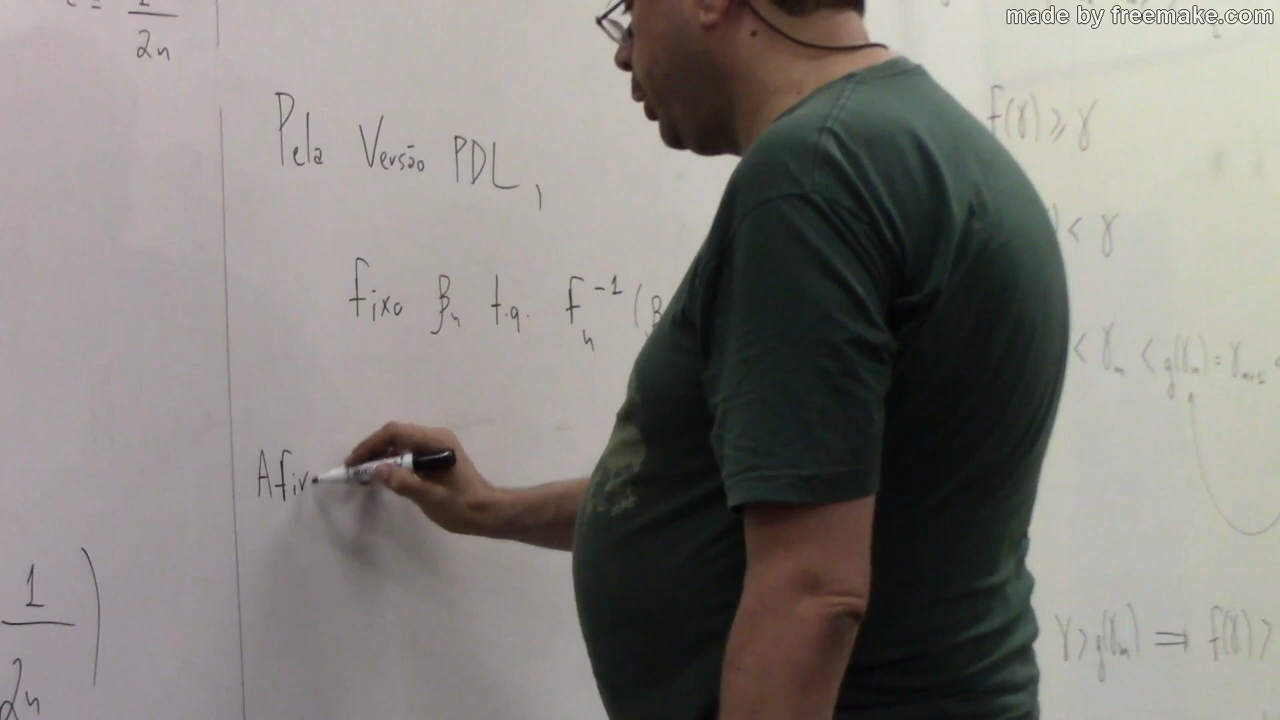 made by freemake.com
1
2n
Pela Versão PDL,
fixo βn t.q. fn⁻¹(β
Afir
1
2n
)
f(γ) ≥ γ
< γ
< γm < g(γm) = γm+1 <
γ > g(γm) ⇒ f(γ) >